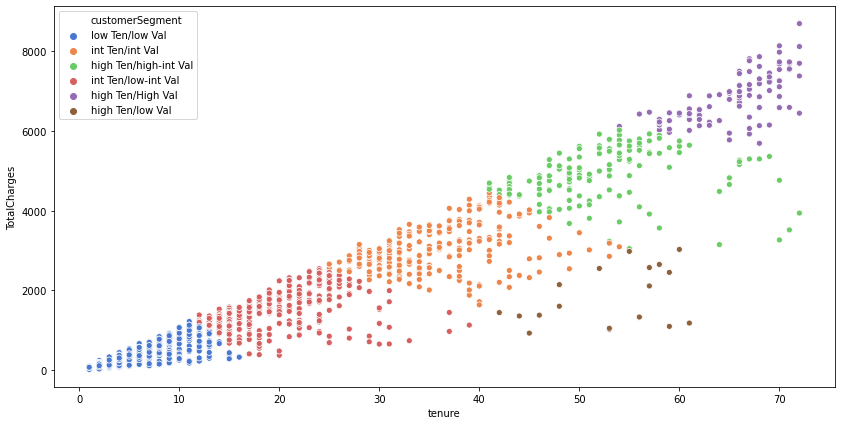 customerSegment
low Ten/low Val
int Ten/int Val
high Ten/high-int Val
int Ten/low-int Val
high Ten/High Val
high Ten/low Val
8000
6000
4000
2000
0
TotalCharges
0 10 20 30 40 50 60 70
tenure